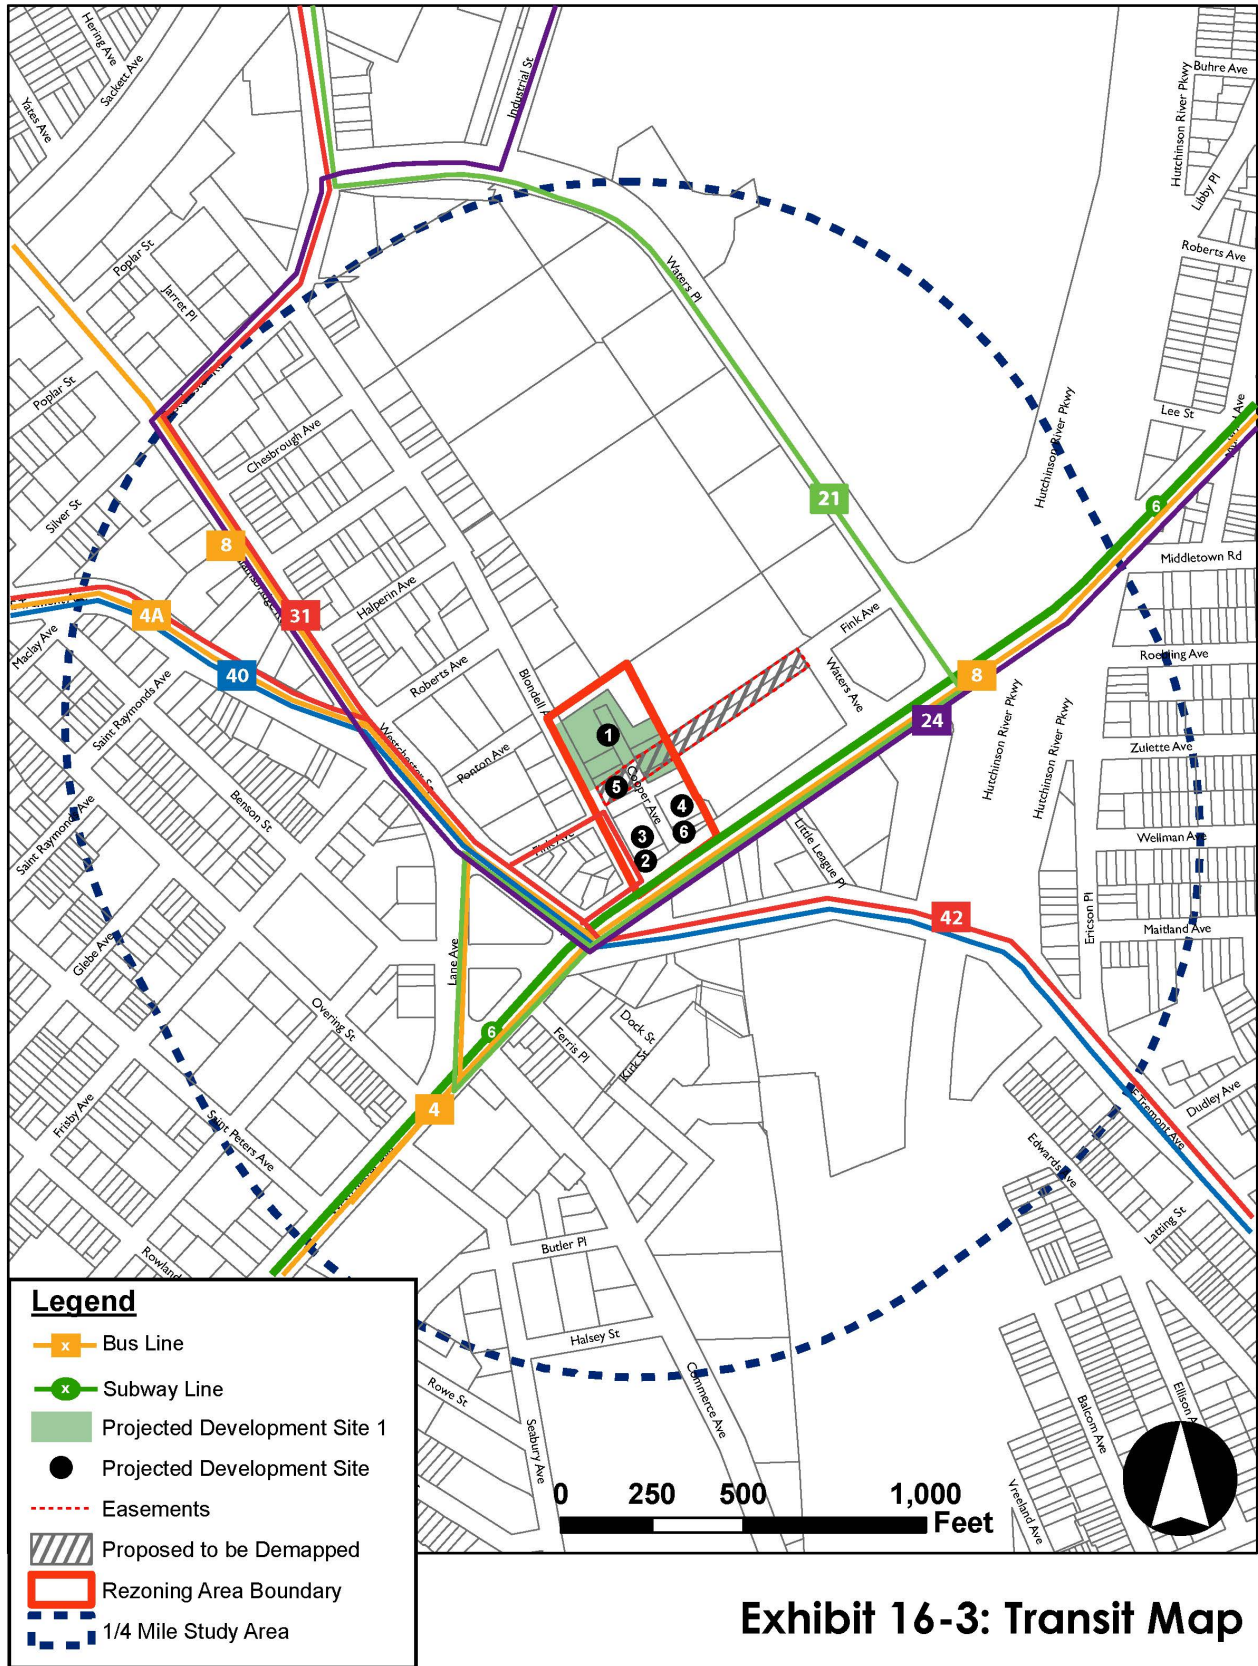 Hering Ave
Sackett Ave
Yates Ave
Industrial St
Buhre Ave
Hutchinson River Pkwy
Libby Pl
Roberts Ave
Poplar St
Jarret Pl
Waters Pl
Poplar St
Lee St
Hutchinson River Pkwy
Chesbrough Ave
Silver St
21
6
8
Middletown Rd
Halperin Ave
31
4A
Fink Ave
Maclay Ave
40
Roberts Ave
Roebling Ave
Saint Raymonds Ave
Blondell A
Waters Ave
8
24
Hutchinson River Pkwy
Hutchinson River Pkwy
1
Westchester S
Ponton Ave
Zulette Ave
Benson St
5
Cooper Ave
4
Saint Raymond Ave
Fink Ave
3
6
2
Little League Pl
Wellman Ave
Ericson Pl
42
Maitland Ave
Glebe Ave
Lane Ave
Overing St
6
Ferris Pl
Dock St
Kirk St
4
Frisby Ave
Saint Peters Ave
E Tremont Ave
Dudley Ave
Edwards Ave
Latting St
Rowland
Butler Pl
Halsey St
Commerce Ave
Rowe St
Seabury Ave
Balcom Ave
Ellison A
Vreeland Ave
Legend
x Bus Line
x Subway Line
Projected Development Site 1
Projected Development Site
Easements
Proposed to be Demapped
Rezoning Area Boundary
1/4 Mile Study Area
0 250 500 1,000
Feet
Exhibit 16-3: Transit Map